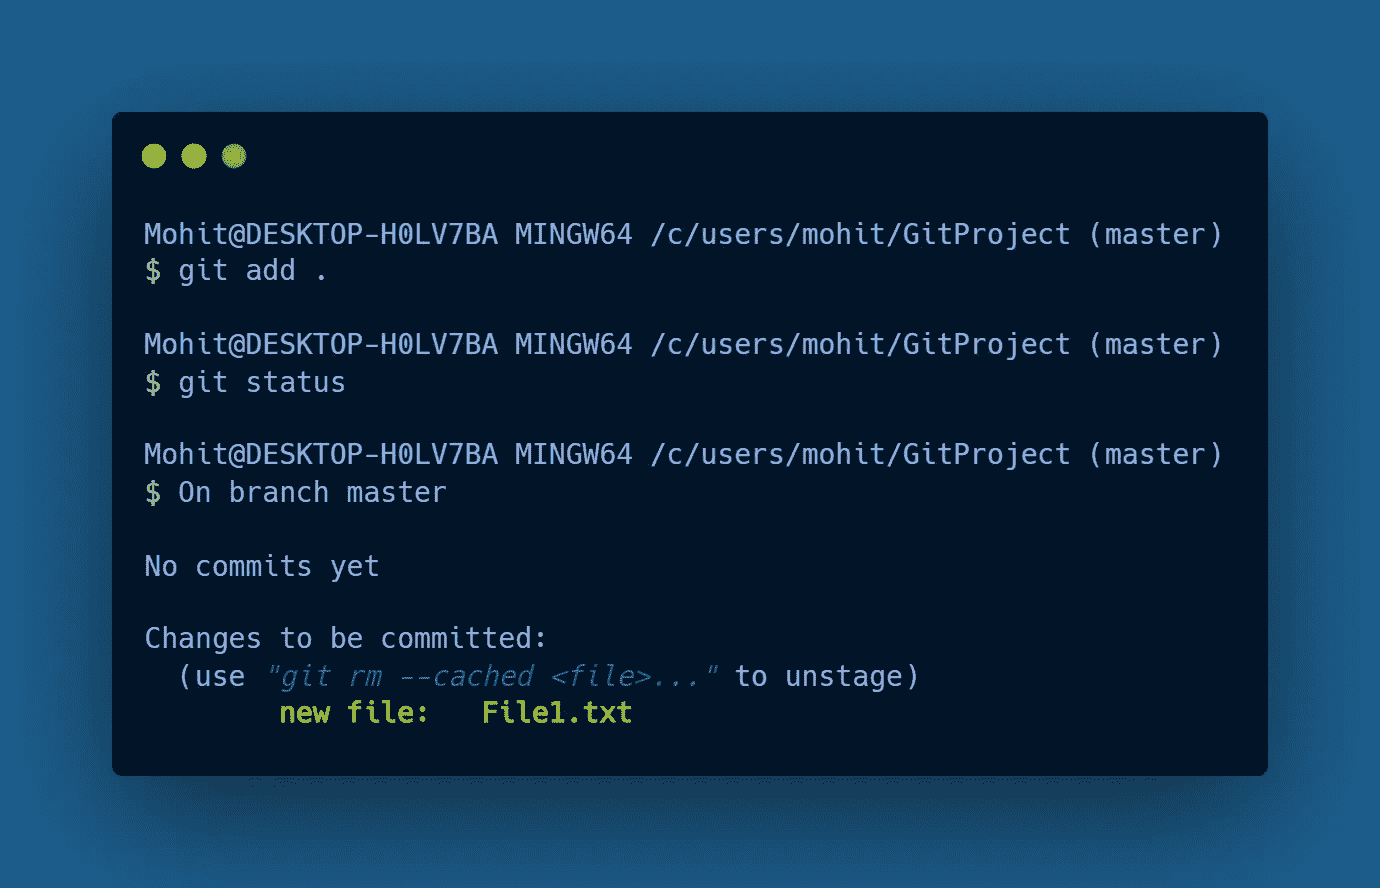 Mohit@DESKTOP-H0LV7BA MINGW64 /c/users/mohit/GitProject (master)
$ git add .
Mohit@DESKTOP-H0LV7BA MINGW64 /c/users/mohit/GitProject (master)
$ git status
Mohit@DESKTOP-H0LV7BA MINGW64 /c/users/mohit/GitProject (master)
$ On branch master
No commits yet
Changes to be committed:
  (use "git rm --cached <file>..." to unstage)
        new file:   File1.txt